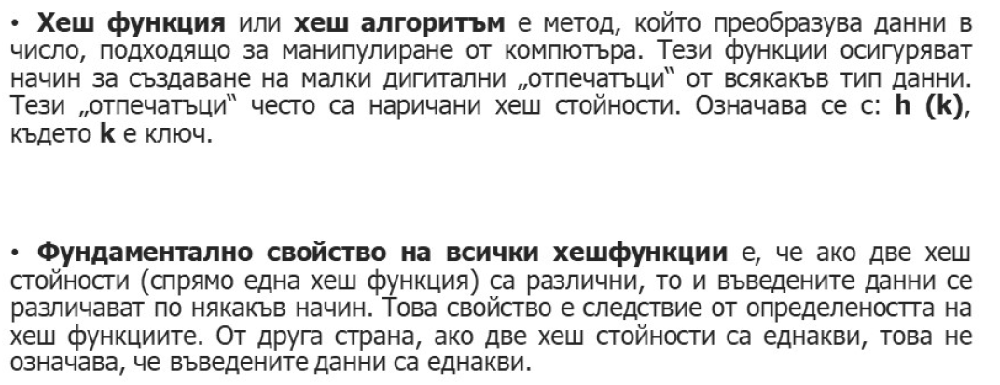 • Хеш функция или хеш алгоритъм е метод, който преобразува данни в
число, подходящо за манипулиране от компютъра. Тези функции осигуряват
начин за създаване на малки дигитални „отпечатъци“ от всякакъв тип данни.
Тези „отпечатъци“ често са наричани хеш стойности. Означава се с: h (k),
където k е ключ.
• Фундаментално свойство на всички хешфункции е, че ако две хеш
стойности (спрямо една хеш функция) са различни, то и въведените данни се
различават по някакъв начин. Това свойство е следствие от определеността на
хеш функциите. От друга страна, ако две хеш стойности са еднакви, това не
означава, че въведените данни са еднакви.